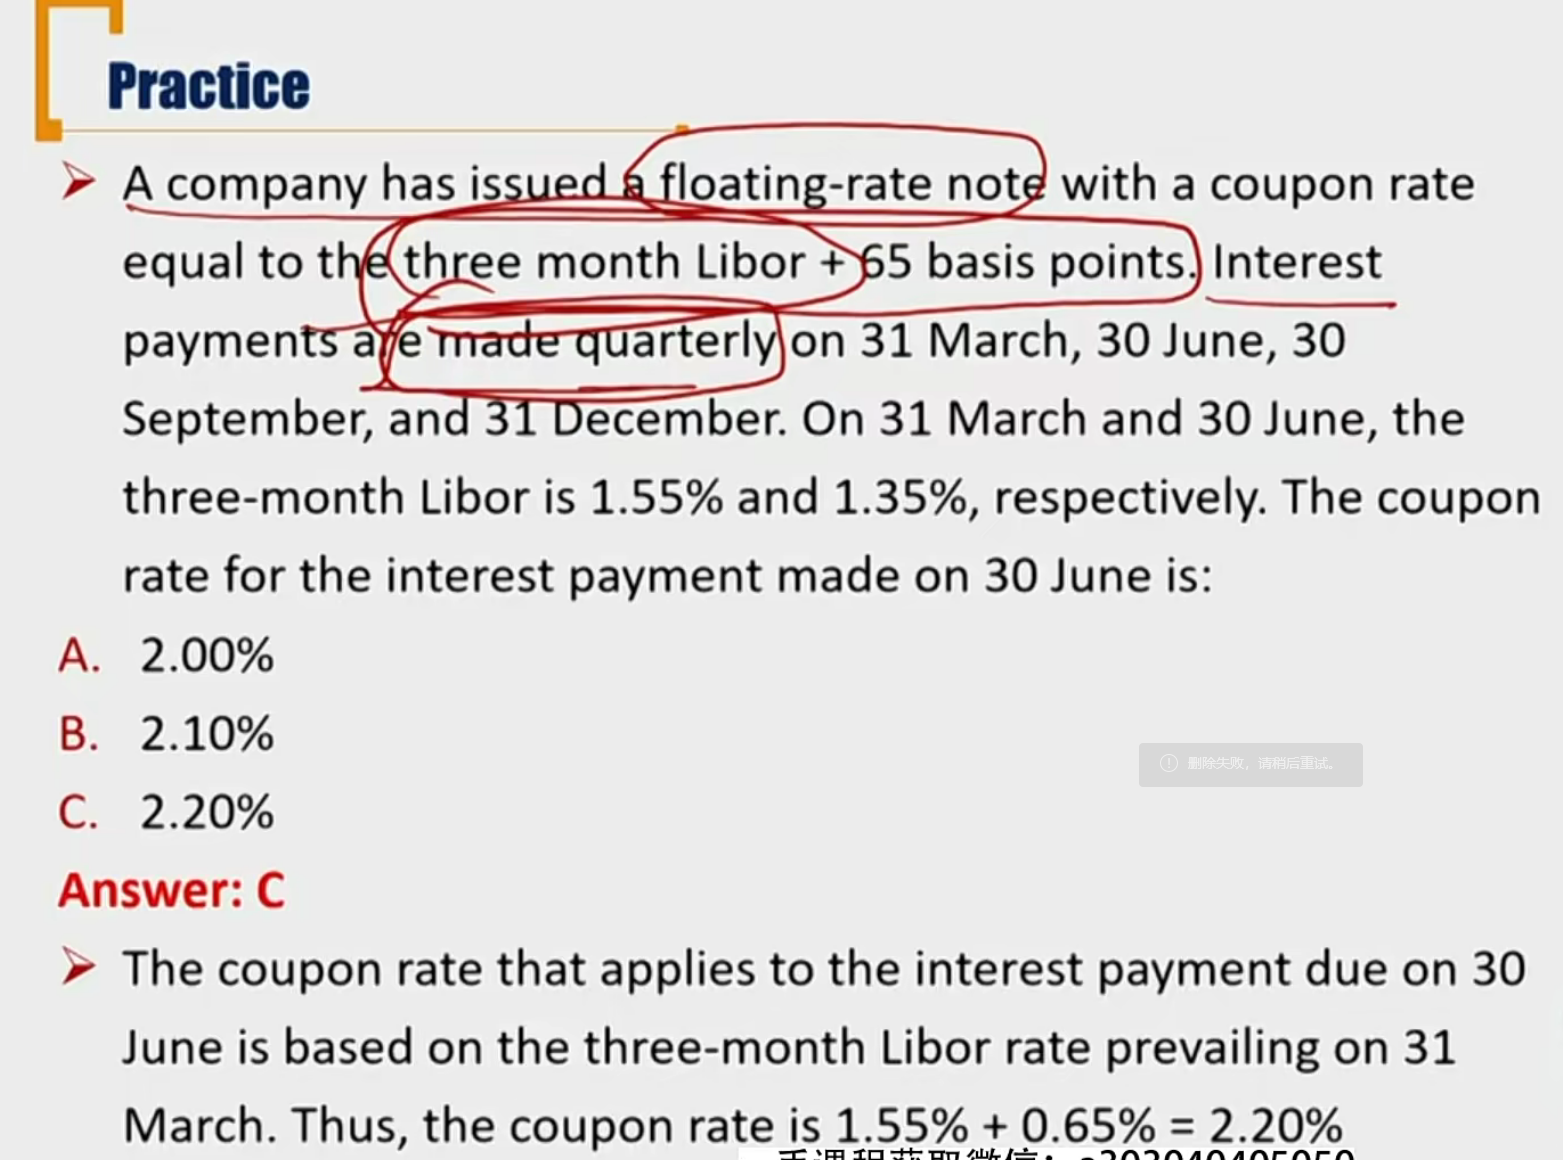 Practice
A company has issued a floating-rate note with a coupon rate
equal to the three month Libor + 65 basis points. Interest
payments are made quarterly on 31 March, 30 June, 30
September, and 31 December. On 31 March and 30 June, the
three-month Libor is 1.55% and 1.35%, respectively. The coupon
rate for the interest payment made on 30 June is:
A. 2.00%
B. 2.10%
删除失败，请稍后重试。
C. 2.20%
Answer: C
The coupon rate that applies to the interest payment due on 30
June is based on the three-month Libor rate prevailing on 31
March. Thus, the coupon rate is 1.55% + 0.65% = 2.20%